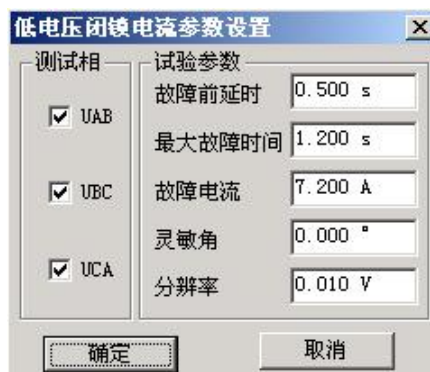 低电压闭锁电流参数设置
测试相
UAB
UBC
UCA
试验参数
故障前延时 0.500 s
最大故障时间 1.200 s
故障电流 7.200 A
灵敏角 0.000 °
分辨率 0.010 V
确定
取消